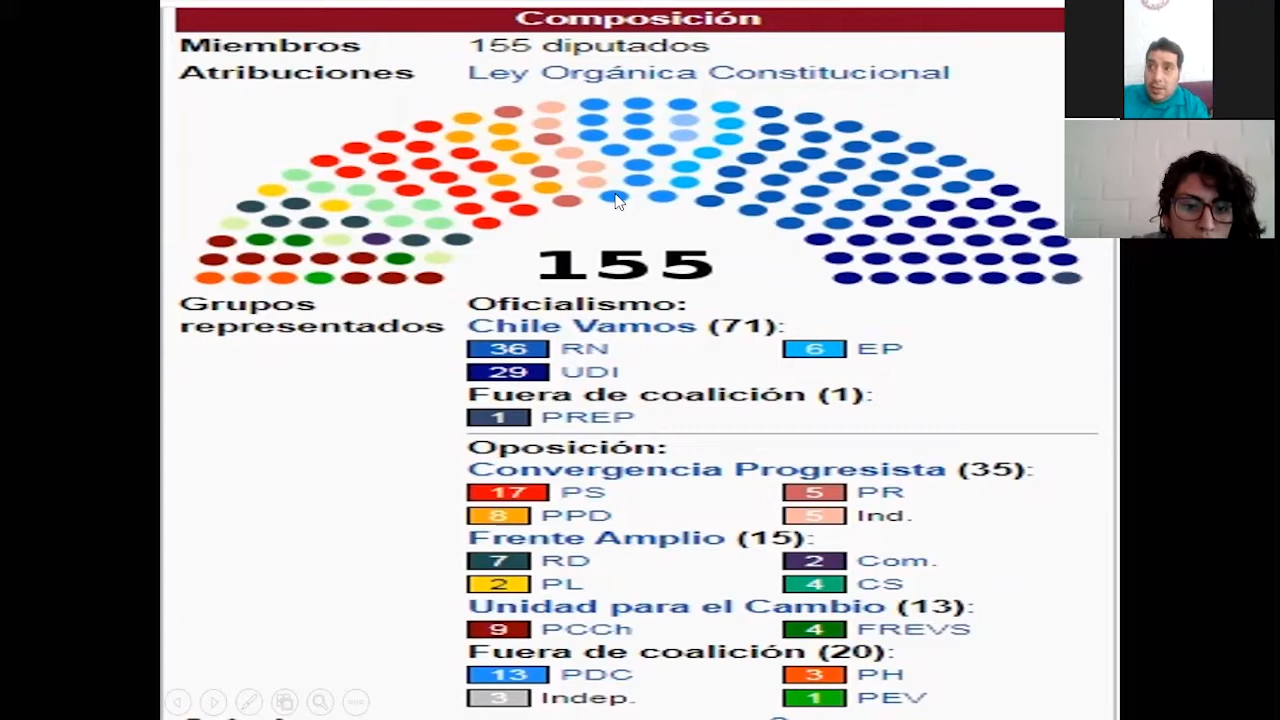 Composición
Miembros 155 diputados
Atribuciones Ley Orgánica Constitucional
155
Grupos representados
Oficialismo:
Chile Vamos (71):
36 RN 6 EP
29 UDI
Fuera de coalición (1):
1 PREP
Oposición:
Convergencia Progresista (35):
17 PS 5 PR
8 PPD 5 Ind.
Frente Amplio (15):
7 RD 2 Com.
2 PL 4 CS
Unidad para el Cambio (13):
9 PCCh 4 FREVS
Fuera de coalición (20):
13 PDC 3 PH
3 Indep. 1 PEV